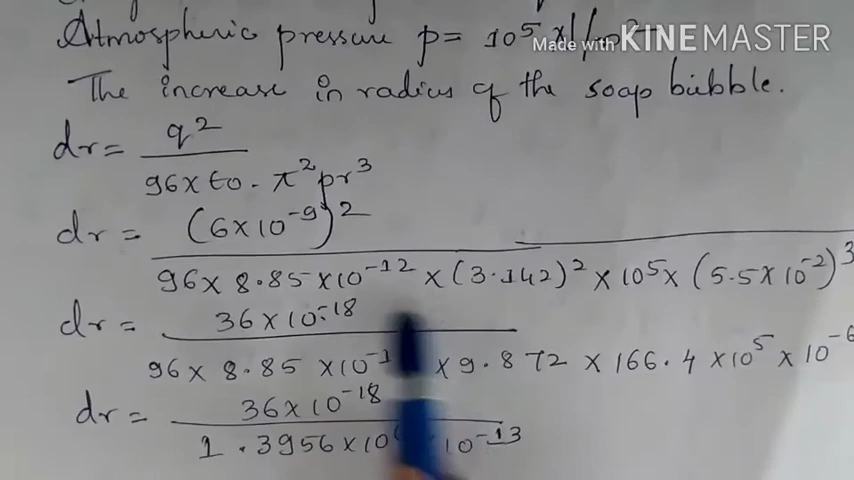 Atmospheric pressure p = 10⁵ N/m²
Made with KINEMASTER
The increase in radius of the soap bubble.
dr = q² / 96 × ε0 · π² pr³
dr = (6×10⁻⁹)² / 96 × 8.85 × 10⁻¹² × (3.142)² × 10⁵ × (5.5 × 10⁻²)³
dr = 36 × 10⁻¹⁸ / 96 × 8.85 × 10⁻¹ × 9.872 × 166.4 × 10⁵ × 10⁻⁶
dr = 36 × 10⁻¹⁸ / 1.3956 × 10 10⁻¹³